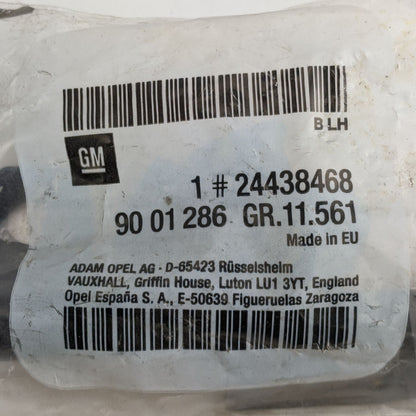 B LH
GM
1 # 24438468
90 01 286 GR.11.561
Made in EU
ADAM OPEL AG · D-65423 Rüsselsheim
VAUXHALL, Griffin House, Luton LU1 3YT, England
Opel España S. A., E-50639 Figueruelas Zaragoza